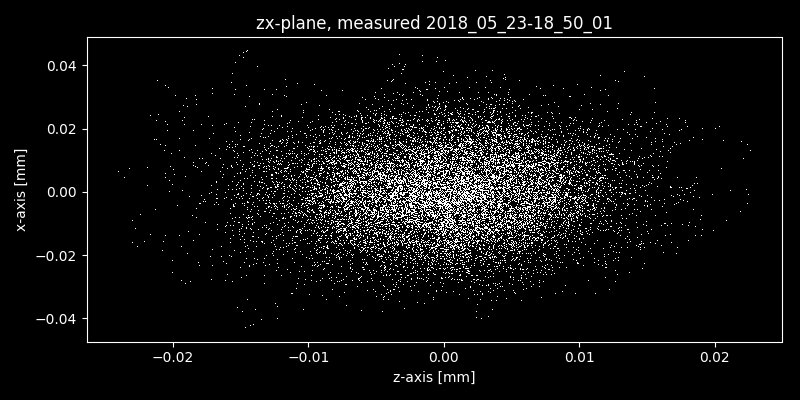 zx-plane, measured 2018_05_23-18_50_01
0.04
0.02
0.00
−0.02
−0.04
x-axis [mm]
−0.02 −0.01 0.00 0.01 0.02
z-axis [mm]